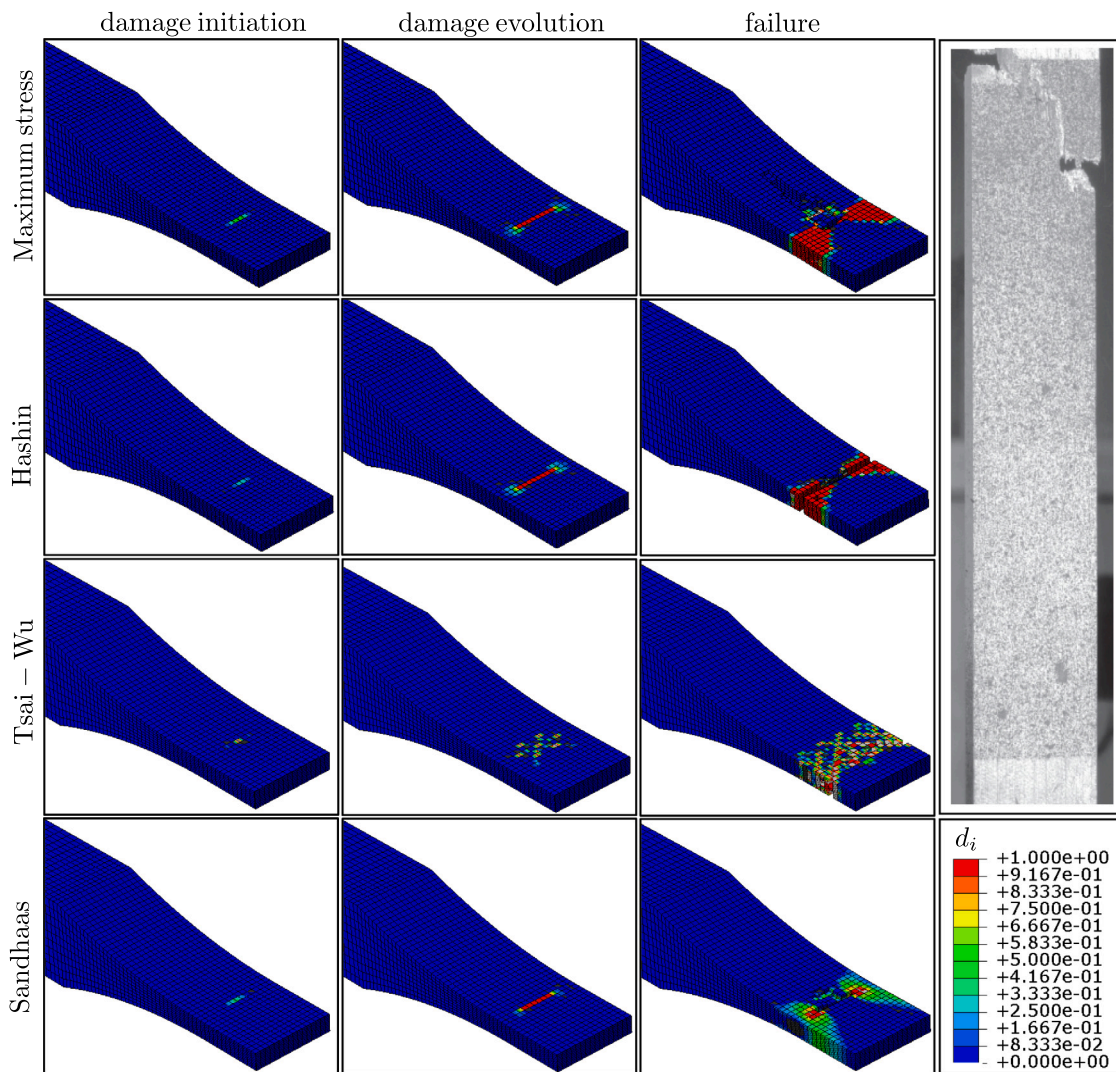 damage initiation
damage evolution
failure
Maximum stress
Hashin
Tsai – Wu
Sandhaas
d_i
+1.000e+00
+9.167e-01
+8.333e-01
+7.500e-01
+6.667e-01
+5.833e-01
+5.000e-01
+4.167e-01
+3.333e-01
+2.500e-01
+1.667e-01
+8.333e-02
+0.000e+00